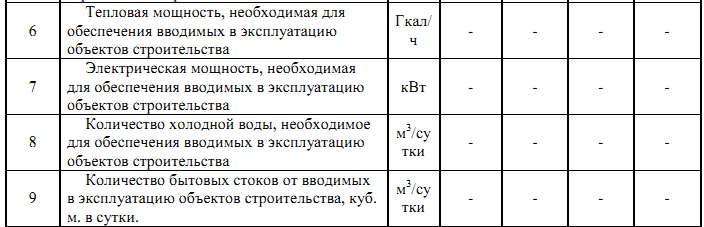 6 Тепловая мощность, необходимая для обеспечения вводимых в эксплуатацию объектов строительства Гкал/ч - - - -
7 Электрическая мощность, необходимая для обеспечения вводимых в эксплуатацию объектов строительства кВт - - - -
8 Количество холодной воды, необходимое для обеспечения вводимых в эксплуатацию объектов строительства м³/сутки - - - -
9 Количество бытовых стоков от вводимых в эксплуатацию объектов строительства, куб. м. в сутки. м³/сутки - - - -